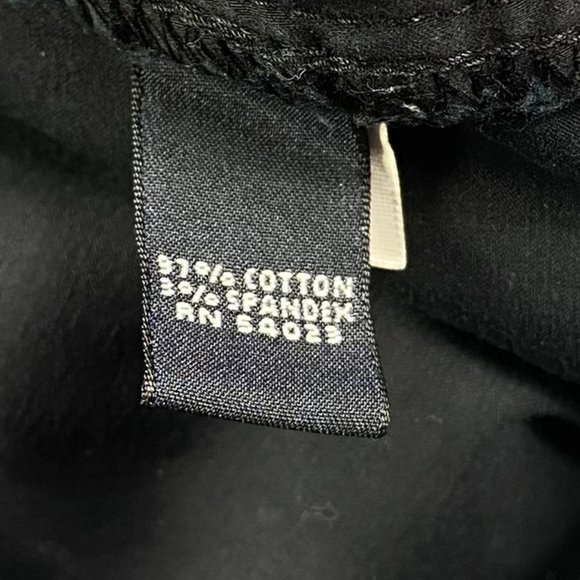 97% COTTON
3% SPANDEX
RN 54023